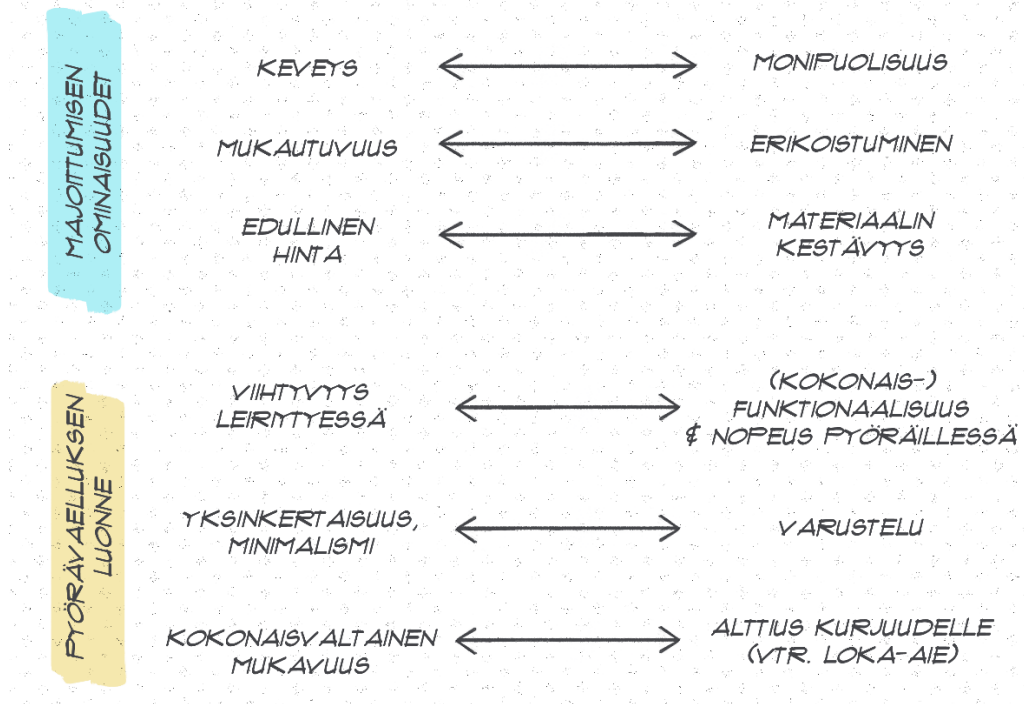 MAJOITTUMISEN
OMINAISUUDET
KEVEYS
MONIPUOLISUUS
MUKAUTUVUUS
ERIKOISTUMINEN
EDULLINEN
HINTA
MATERIAALIN
KESTÄVYYS
PYÖRÄVAELLUKSEN
LUONNE
VIIHTYVYYS
LEIRIYTYESSÄ
(KOKONAIS-)
FUNKTIONAALISUUS
& NOPEUS PYÖRÄILLESSÄ
YKSINKERTAISUUS,
MINIMALISMI
VARUSTELU
KOKONAISVALTAINEN
MUKAVUUS
ALTTIUS KURJUUDELLE
(VTR. LOKA-AIE)